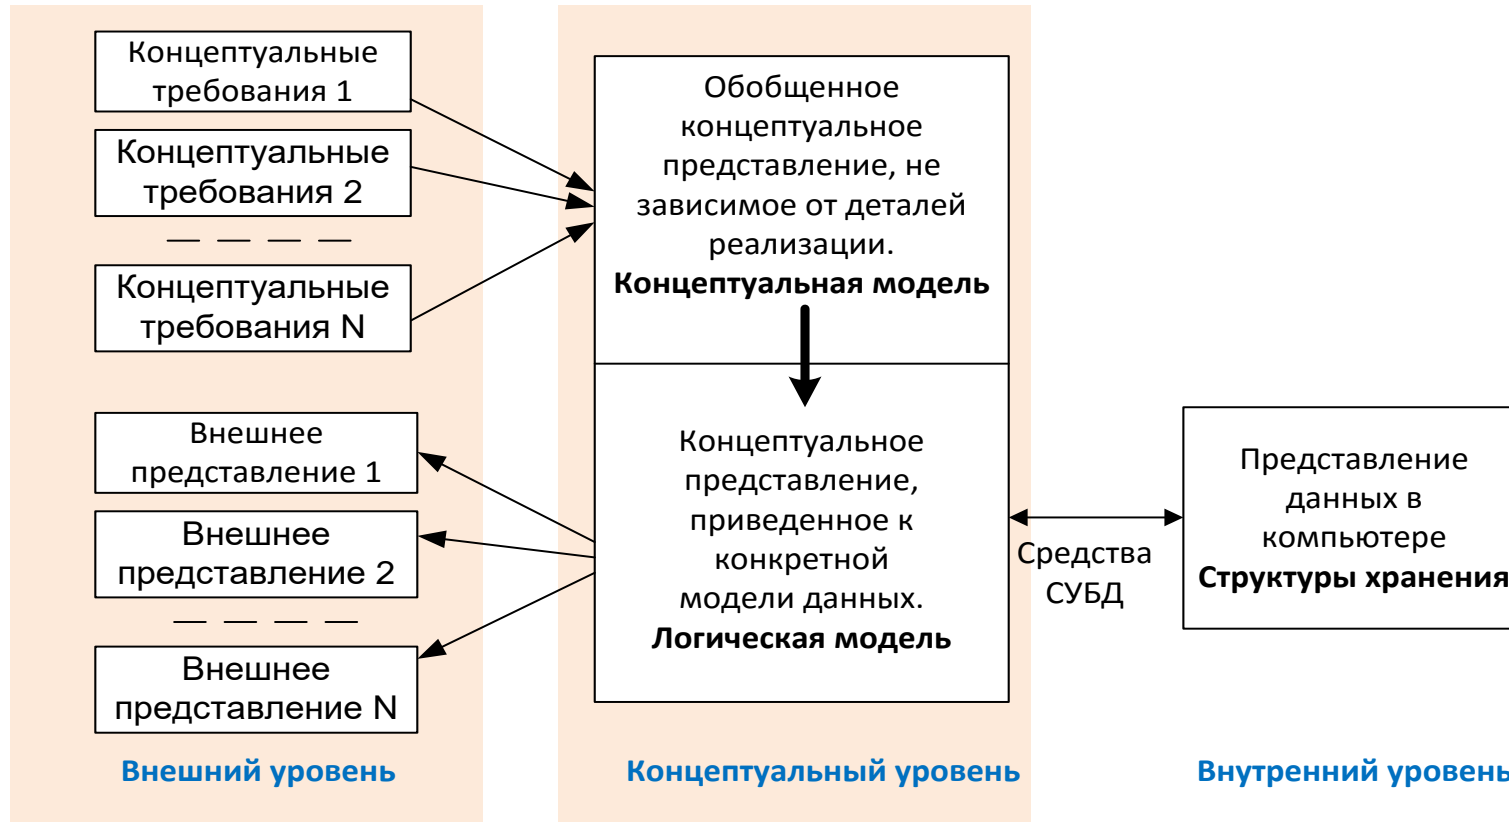 Концептуальные
требования 1
Концептуальные
требования 2
Концептуальные
требования N
Внешнее
представление 1
Внешнее
представление 2
Внешнее
представление N
Внешний уровень
Обобщенное
концептуальное
представление, не
зависимое от деталей
реализации.
Концептуальная модель
Концептуальное
представление,
приведенное к
конкретной
модели данных.
Логическая модель
Концептуальный уровень
Средства
СУБД
Представление
данных в
компьютере
Структуры хранения
Внутренний уровень